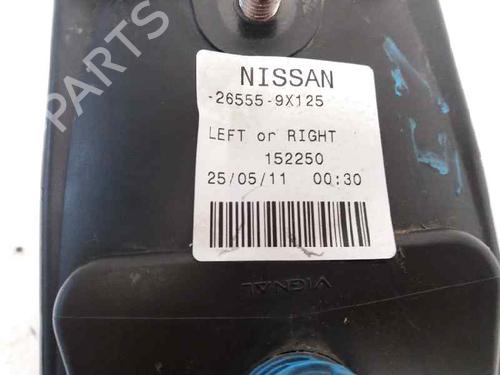 PARTS
NISSAN
-26555-9X125
LEFT or RIGHT
152250
25/05/11 00:30
VIGNAL